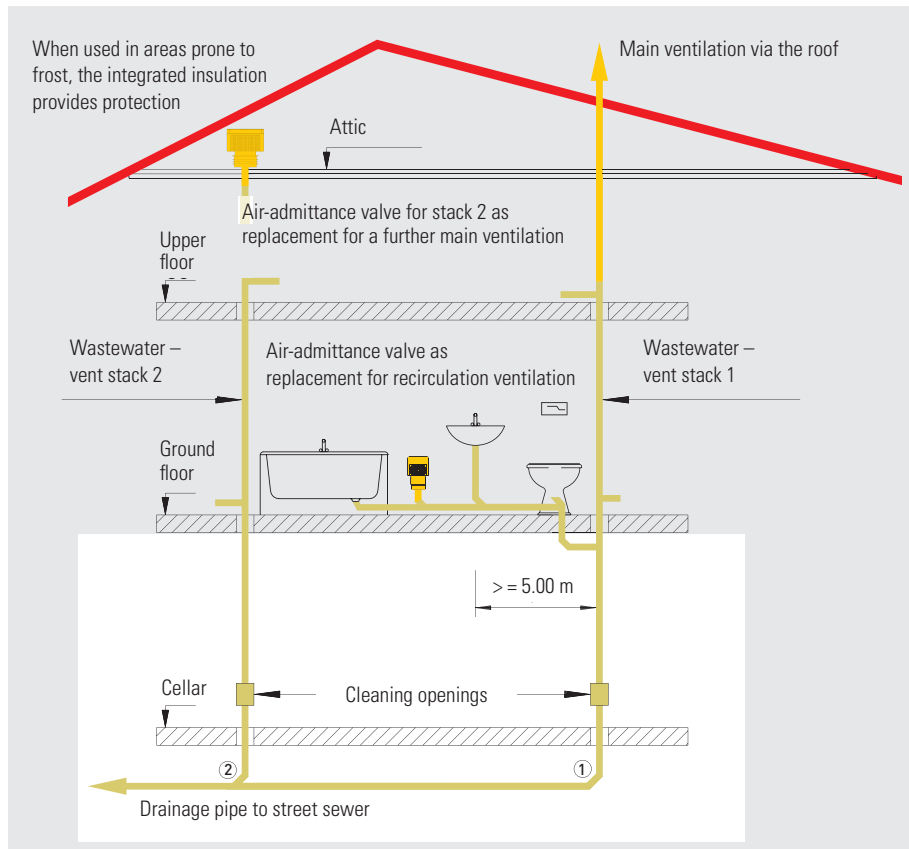 When used in areas prone to
frost, the integrated insulation
provides protection
Main ventilation via the roof
Attic
Air-admittance valve for stack 2 as
replacement for a further main ventilation
Upper
floor
Wastewater –
vent stack 2
Air-admittance valve as
replacement for recirculation ventilation
Wastewater –
vent stack 1
Ground
floor
> = 5.00 m
Cellar
Cleaning openings
2
1
Drainage pipe to street sewer